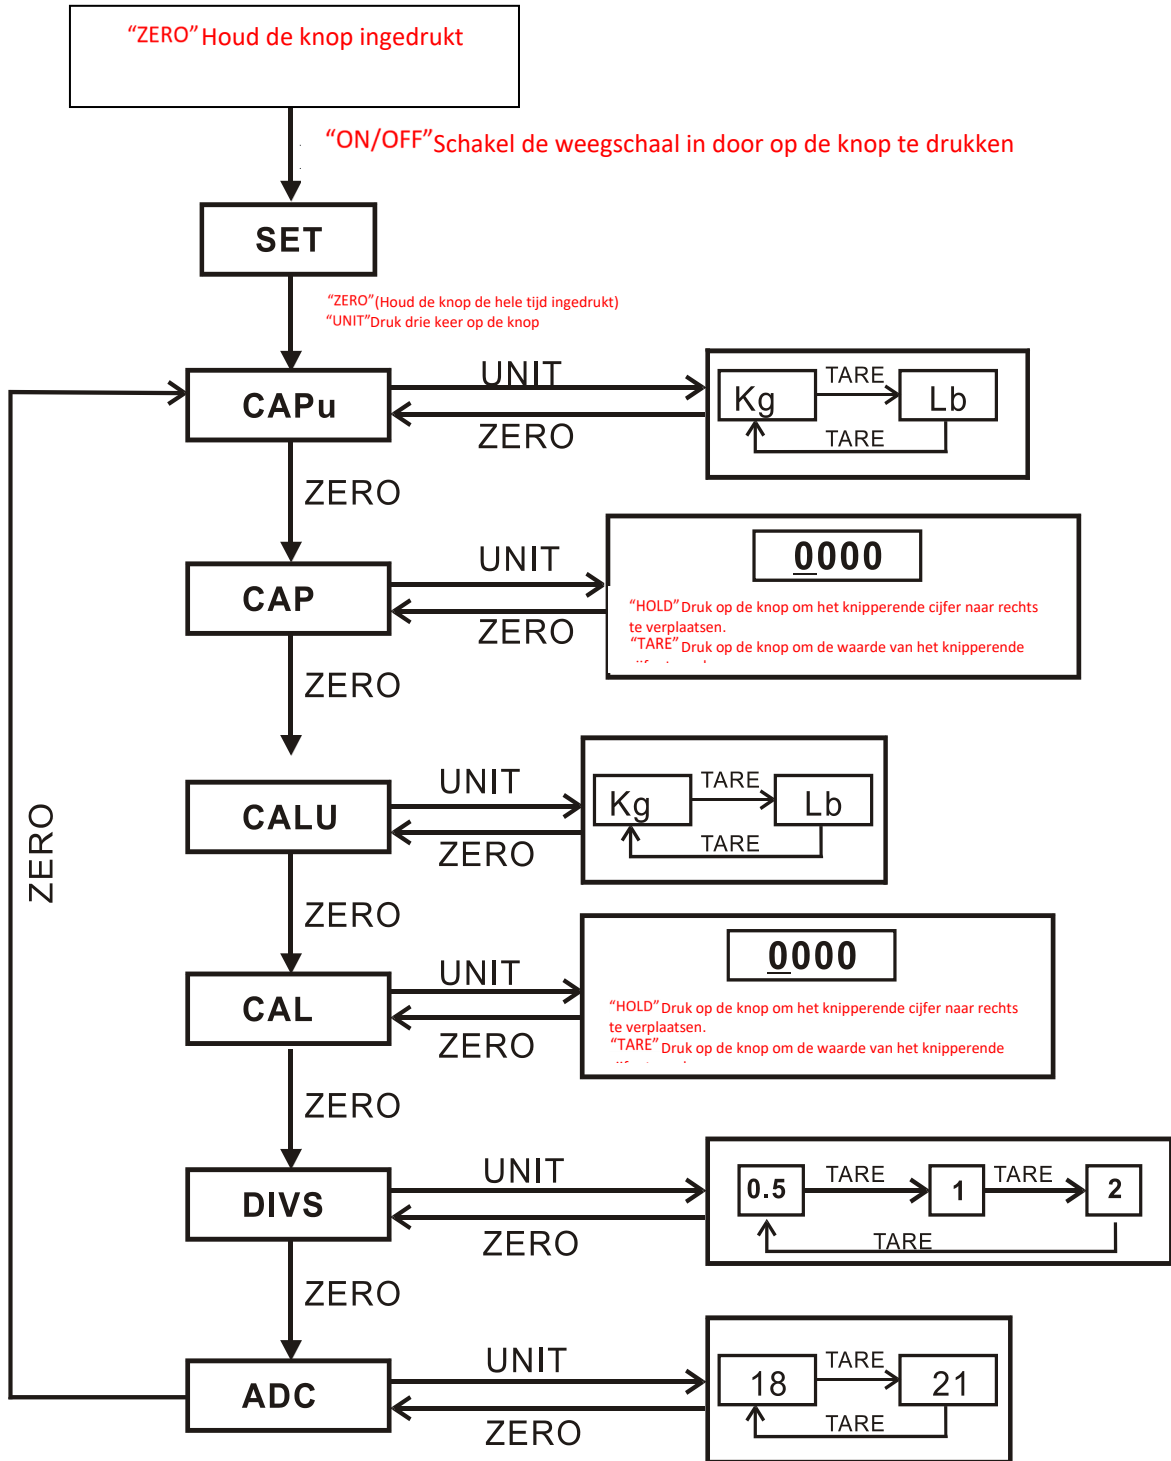 “ZERO” Houd de knop ingedrukt
“ON/OFF” Schakel de weegschaal in door op de knop te drukken
SET
“ZERO” (Houd de knop de hele tijd ingedrukt)
“UNIT” Druk drie keer op de knop
CAPu
UNIT
ZERO
Kg
TARE
Lb
TARE
ZERO
CAP
UNIT
ZERO
0000
“HOLD” Druk op de knop om het knipperende cijfer naar rechts
te verplaatsen.
“TARE” Druk op de knop om de waarde van het knipperende
ZERO
CALU
UNIT
ZERO
Kg
TARE
Lb
TARE
ZERO
ZERO
CAL
UNIT
ZERO
0000
“HOLD” Druk op de knop om het knipperende cijfer naar rechts
te verplaatsen.
“TARE” Druk op de knop om de waarde van het knipperende
ZERO
DIVS
UNIT
ZERO
0.5
TARE
1
TARE
2
TARE
ZERO
ADC
UNIT
ZERO
18
TARE
21
TARE